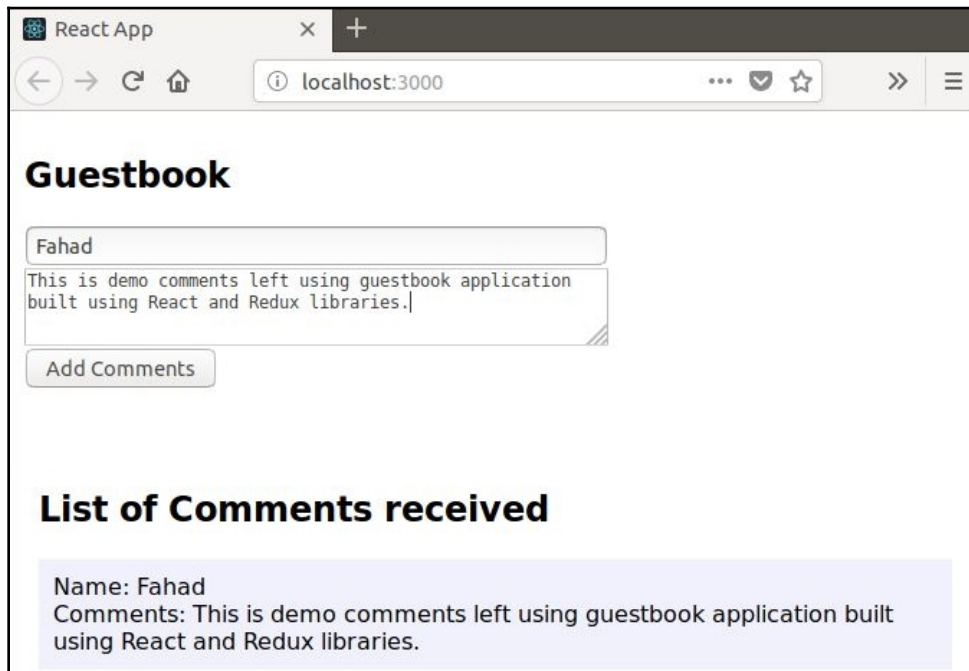 React App
localhost:3000
Guestbook
Fahad
This is demo comments left using guestbook application
built using React and Redux libraries.
Add Comments
List of Comments received
Name: Fahad
Comments: This is demo comments left using guestbook application built
using React and Redux libraries.